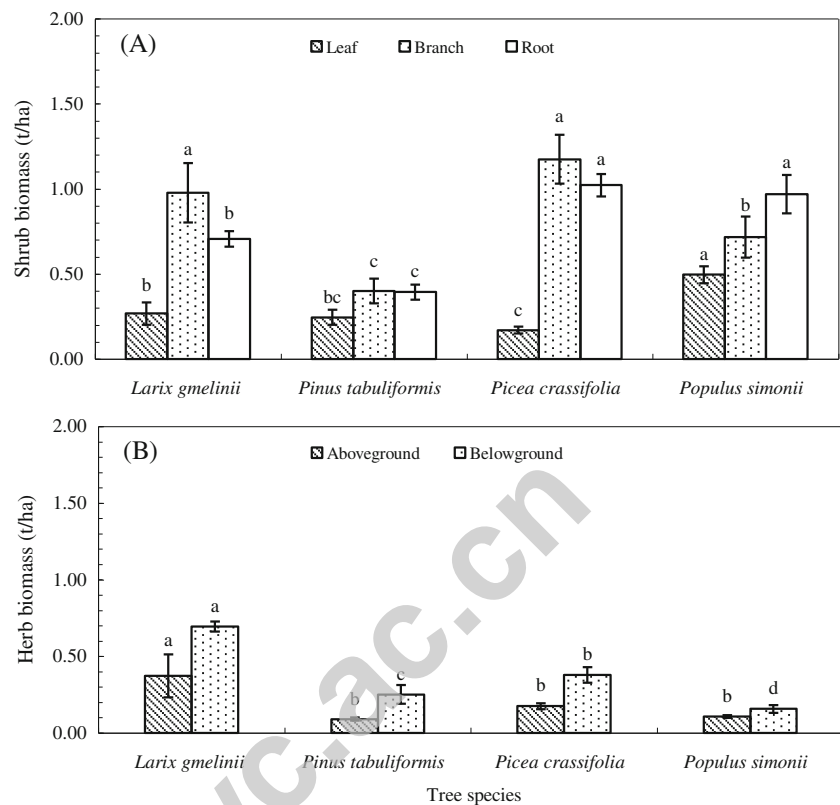 (A)
Leaf Branch Root
Shrub biomass (t/ha)
2.00
1.50
1.00
0.50
0.00
b a b
bc c c
c a a
a b a
Larix gmelinii Pinus tabuliformis Picea crassifolia Populus simonii
(B)
Aboveground Belowground
Herb biomass (t/ha)
2.00
1.50
1.00
0.50
0.00
a a
b c
b b
b d
Larix gmelinii Pinus tabuliformis Picea crassifolia Populus simonii
Tree species
c.ac.cn